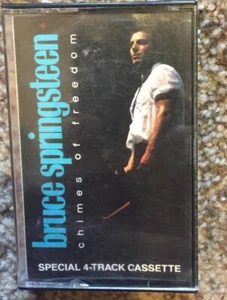 bruce springsteen
chimes of freedom
SPECIAL 4-TRACK CASSETTE